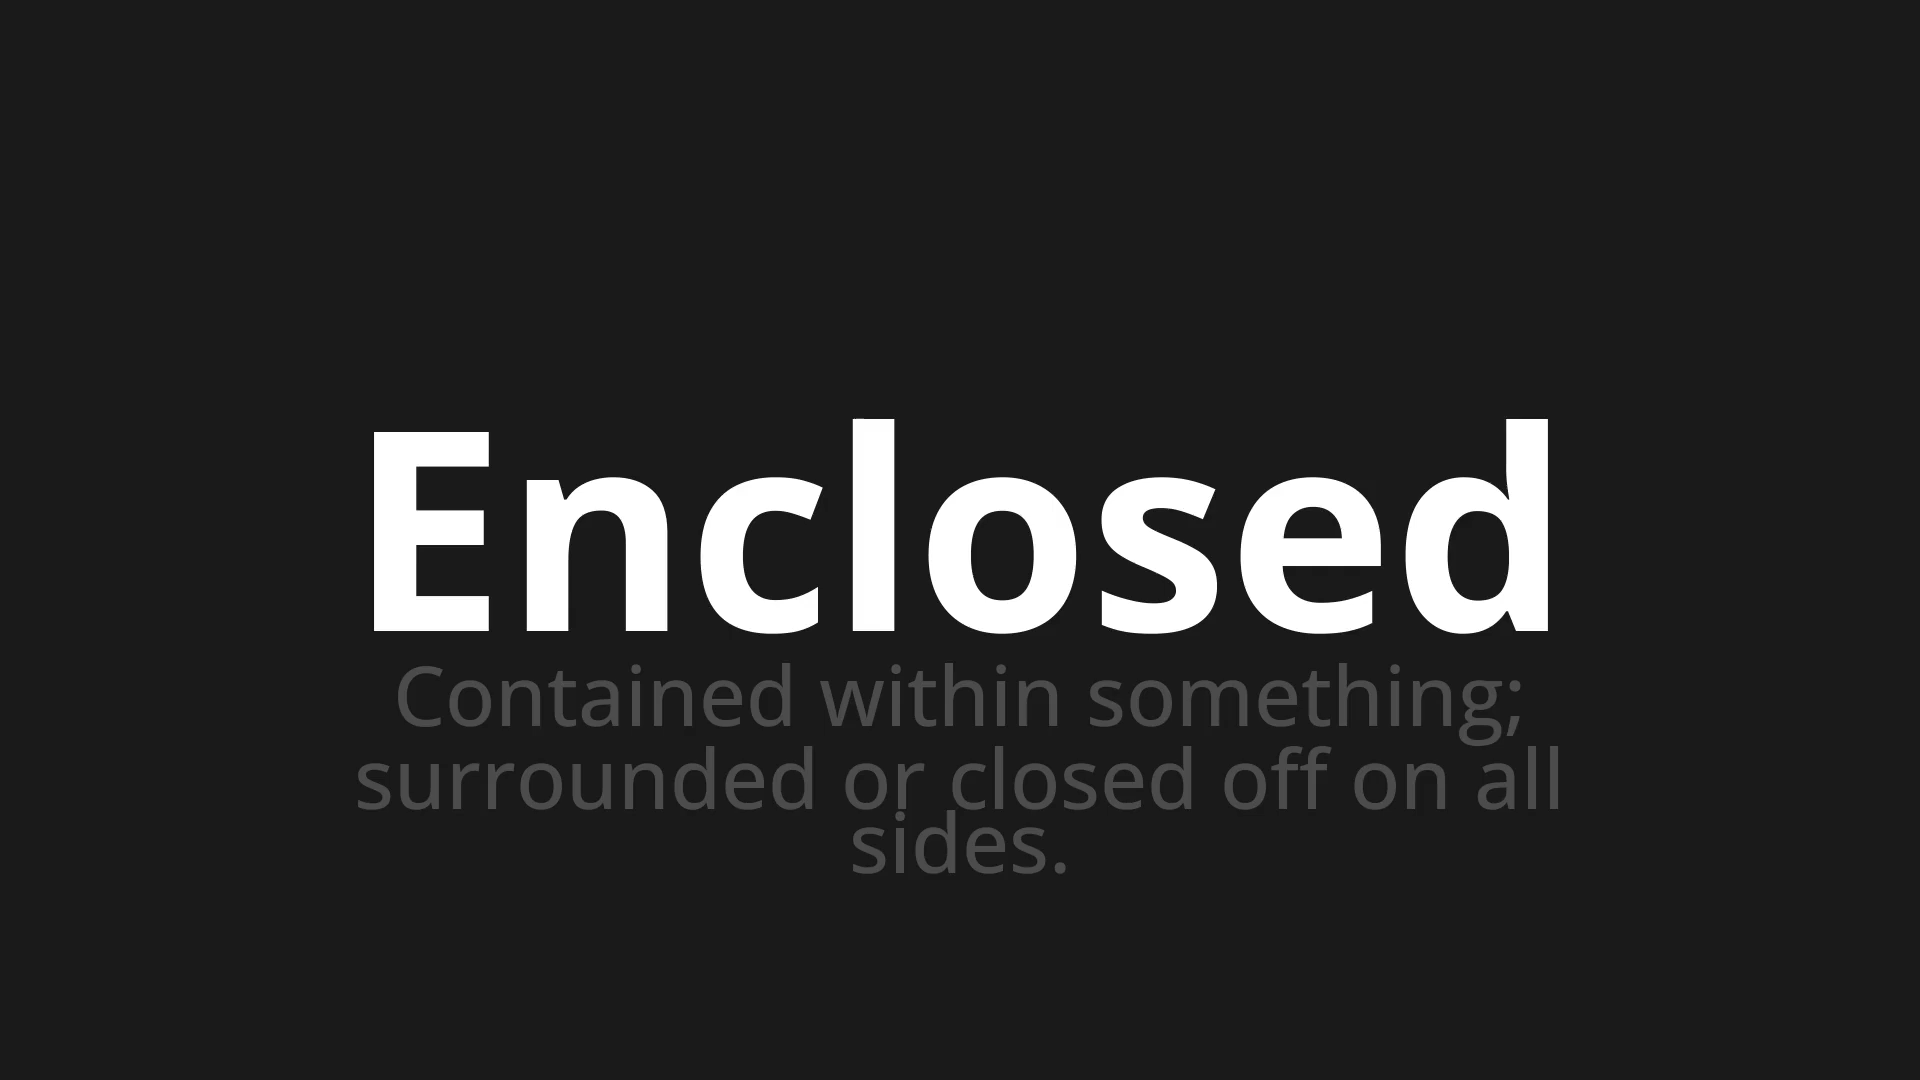 Enclosed
Contained within something;
surrounded or closed off on all
sides.